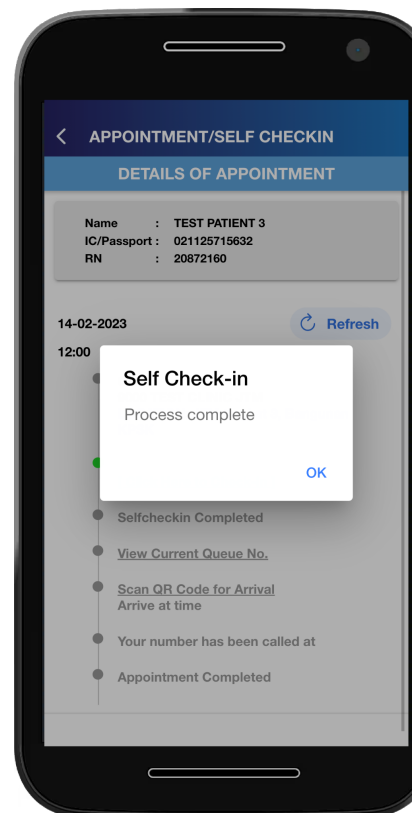 APPOINTMENT/SELF CHECKIN
DETAILS OF APPOINTMENT
Name : TEST PATIENT 3
IC/Passport : 021125715632
RN : 20872160
14-02-2023
Refresh
12:00
Self Check-in
Process complete
OK
Selfcheckin Completed
View Current Queue No.
Scan QR Code for Arrival
Arrive at time
Your number has been called at
Appointment Completed